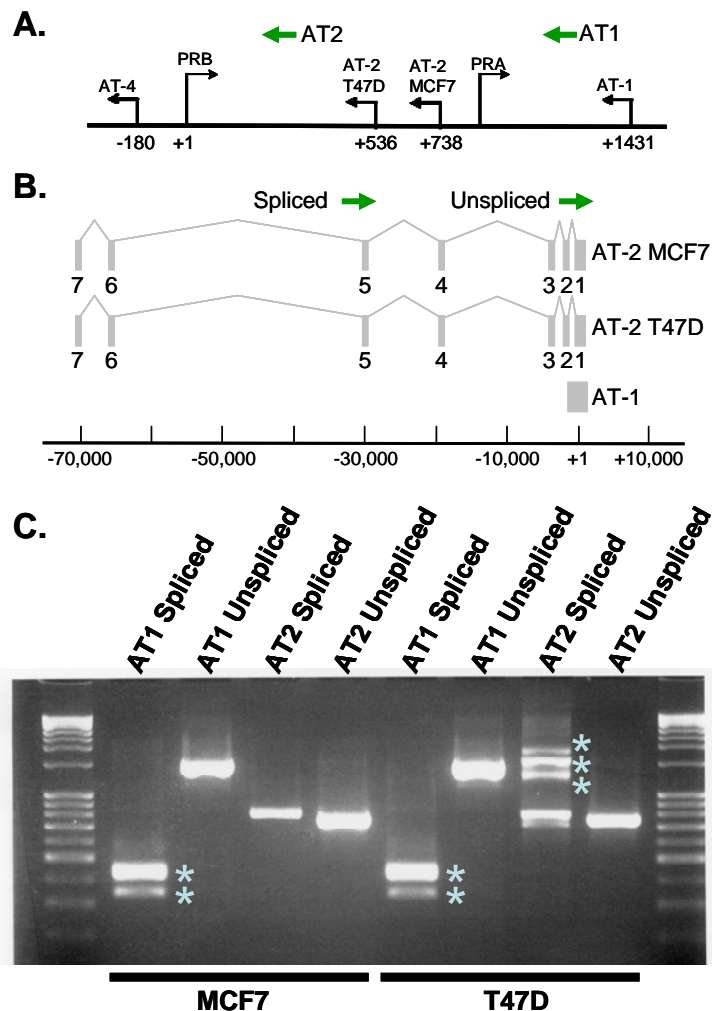 A.
AT2 AT1
PRB AT-2 AT-2 PRA
AT-4 T47D MCF7 AT-1
-180 +1 +536 +738 +1431
B.
Spliced Unspliced
AT-2 MCF7
7 6 5 4 3 2 1
AT-2 T47D
7 6 5 4 3 2 1
AT-1
-70,000 -50,000 -30,000 -10,000 +1 +10,000
C.
AT1 Spliced
AT1 Unspliced
AT2 Spliced
AT2 Unspliced
AT1 Spliced
AT1 Unspliced
AT2 Spliced
AT2 Unspliced
*
*
*
* *
* *
MCF7 T47D